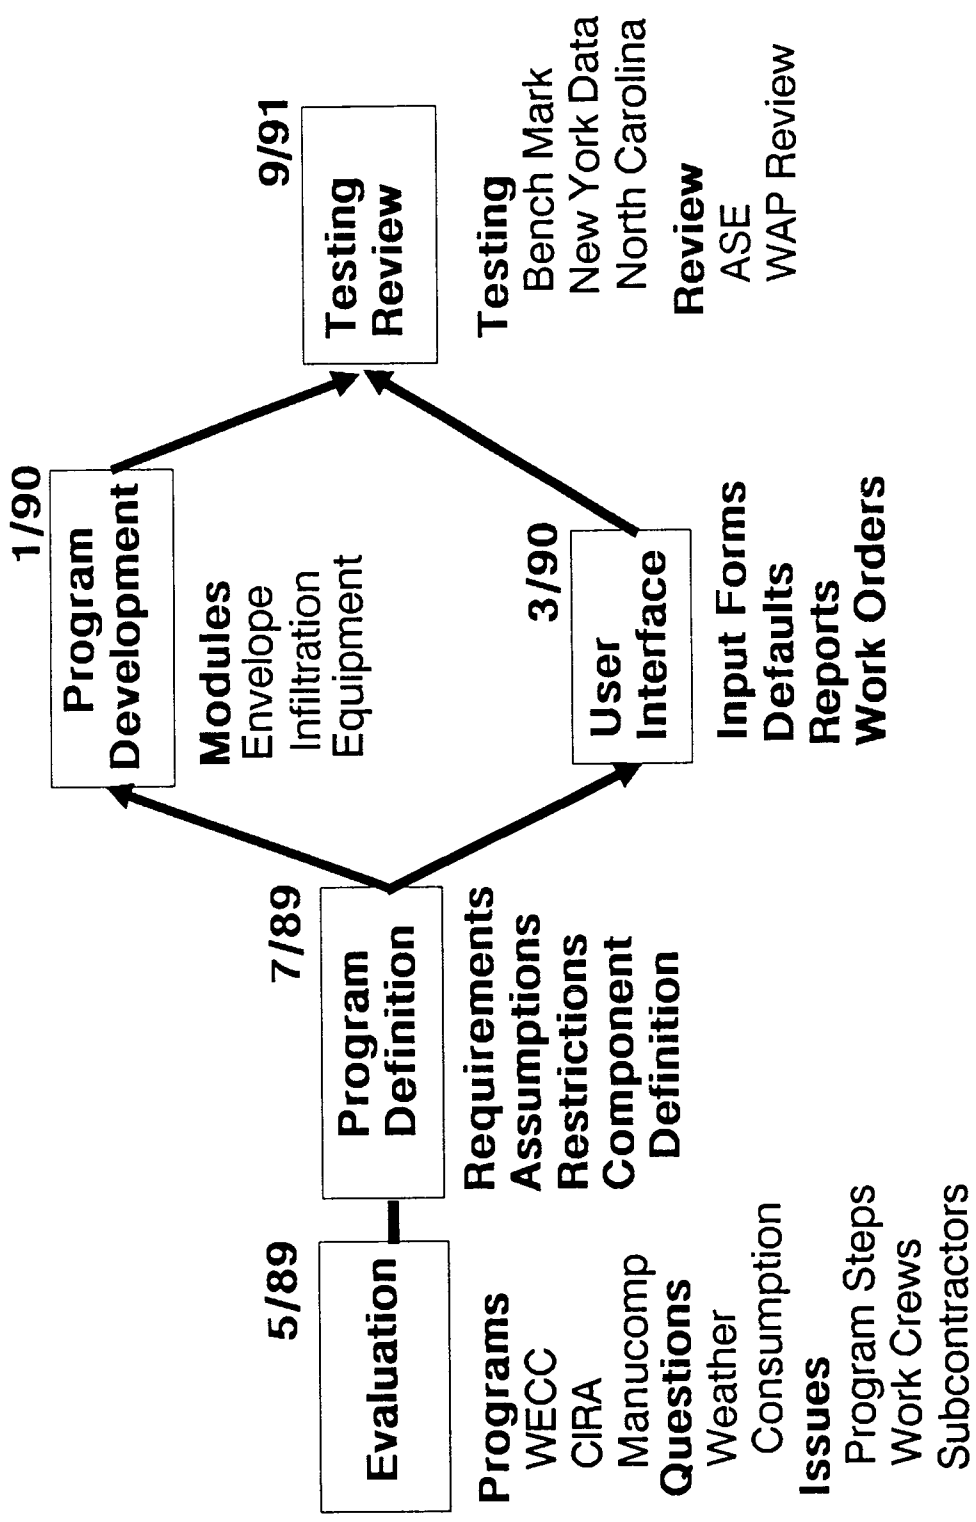 5/89
Evaluation
Programs
WECC
CIRA
Manucomp
Questions
Weather
Consumption
Issues
Program Steps
Work Crews
Subcontractors
7/89
Program
Definition
Requirements
Assumptions
Restrictions
Component
Definition
1/90
Program
Development
Modules
Envelope
Infiltration
Equipment
3/90
User
Interface
Input Forms
Defaults
Reports
Work Orders
9/91
Testing
Review
Testing
Bench Mark
New York Data
North Carolina
Review
ASE
WAP Review